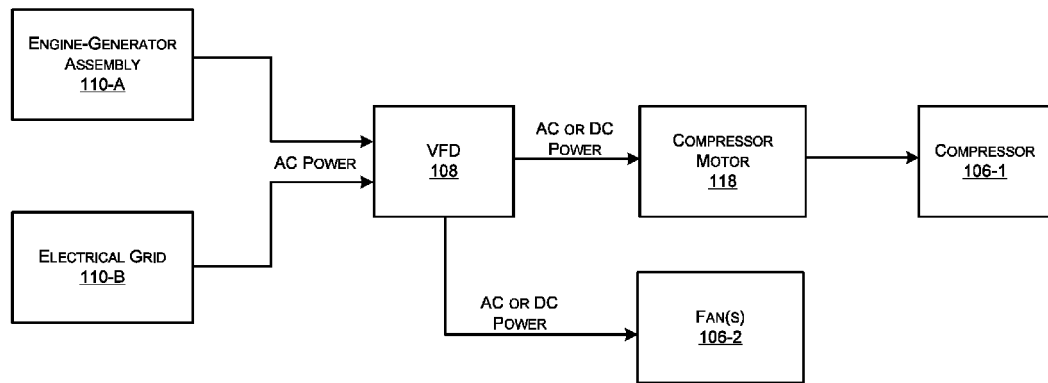 ENGINE-GENERATOR
ASSEMBLY
110-A
AC POWER
ELECTRICAL GRID
110-B
VFD
108
AC OR DC
POWER
COMPRESSOR
MOTOR
118
COMPRESSOR
106-1
AC OR DC
POWER
FAN(S)
106-2